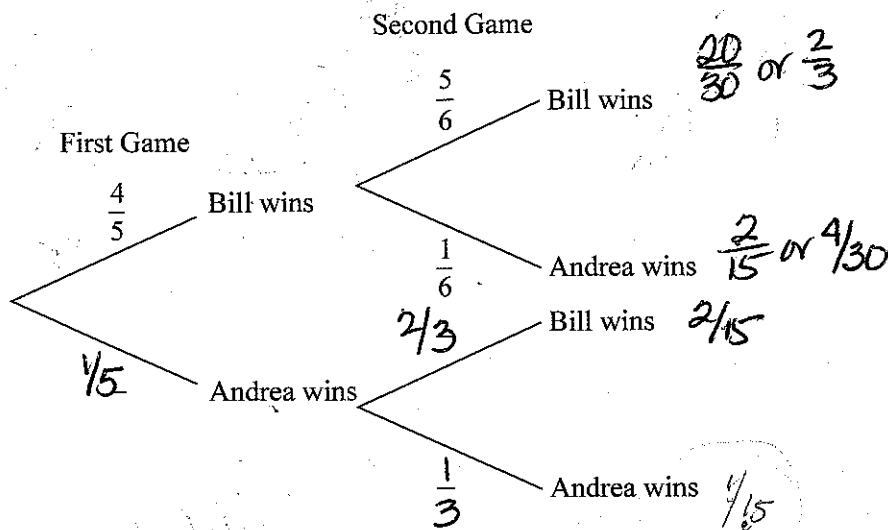 Second Game
5/6
Bill wins 20/30 or 2/3
First Game
4/5
Bill wins
1/6
Andrea wins 2/15 or 4/30
2/3
Bill wins 2/15
1/5
Andrea wins
1/3
Andrea wins 1/15